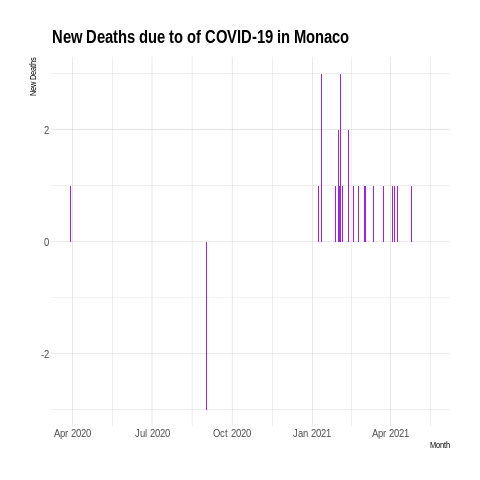 New Deaths due to of COVID-19 in Monaco
New Deaths
2
0
-2
Apr 2020 Jul 2020 Oct 2020 Jan 2021 Apr 2021
Month